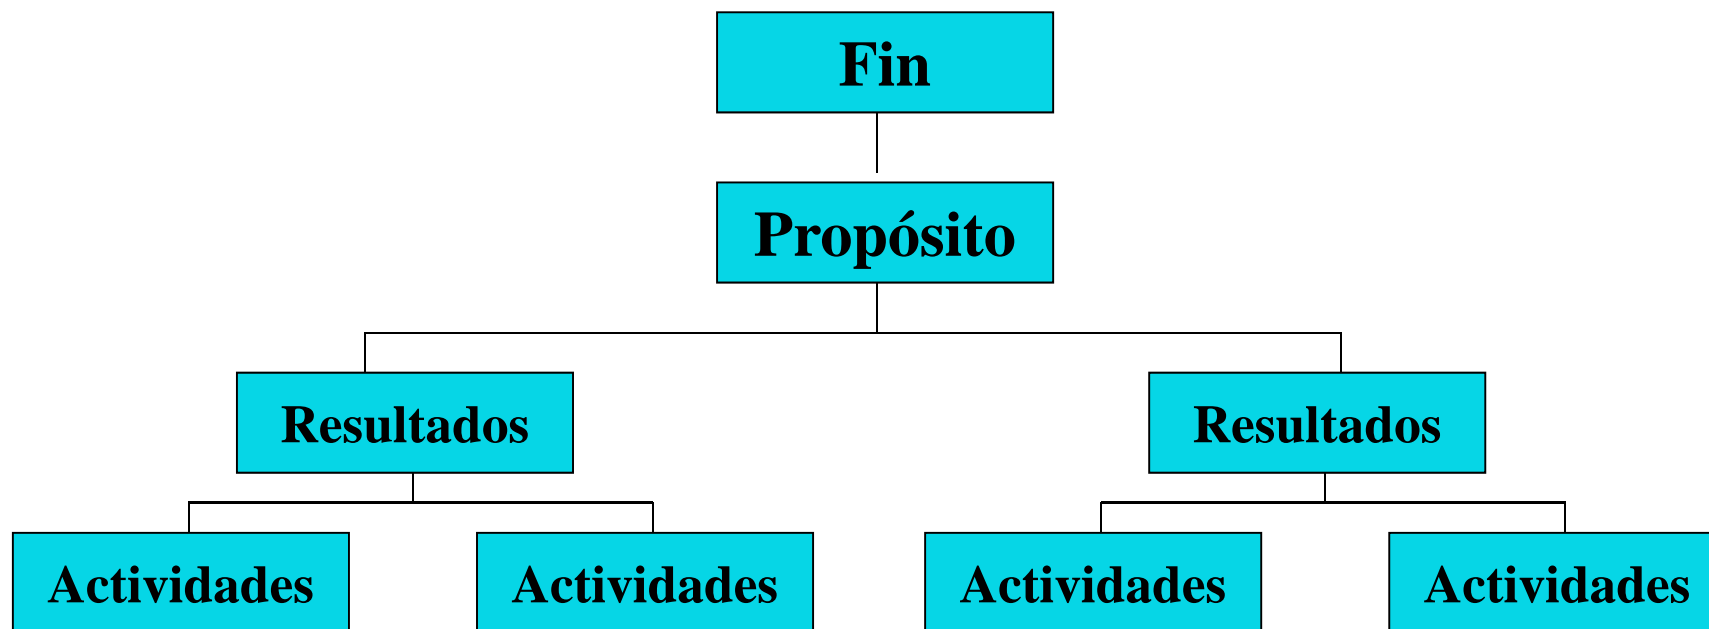 Fin
Propósito
Resultados
Resultados
Actividades
Actividades
Actividades
Actividades